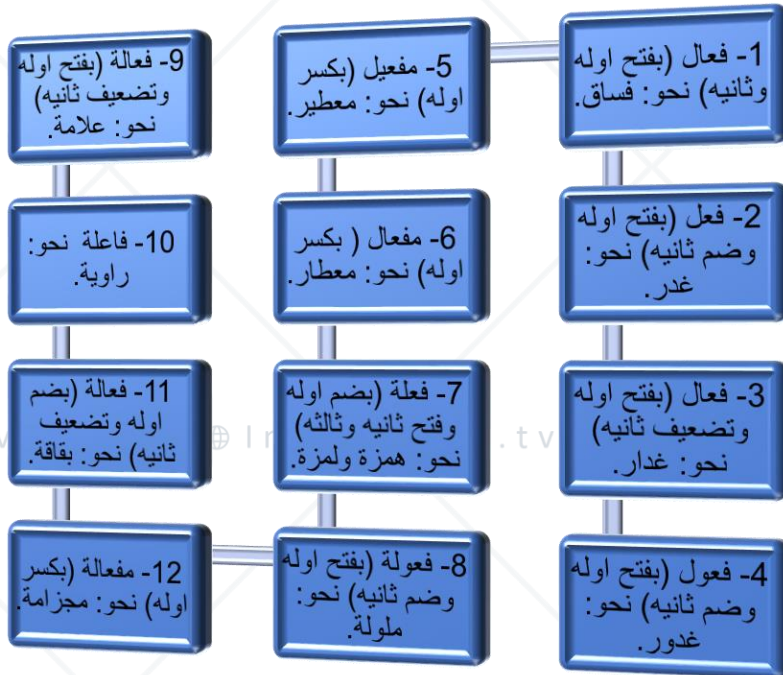 1- فعال (بفتح اوله
وثانيه) نحو: فساق.
2- فعل (بفتح اوله
وضم ثانيه) نحو:
غدر.
3- فعال (بفتح اوله
وتضعيف ثانيه)
نحو: غدار.
4- فعول (بفتح اوله
وضم ثانيه) نحو:
غدور.
5- مفعيل (بكسر
اوله) نحو: معطير.
6- مفعال ( بكسر
اوله) نحو: معطار.
7- فعلة (بضم اوله
وفتح ثانيه وثالثه)
نحو: همزة ولمزة.
8- فعولة (بفتح اوله
وضم ثانيه) نحو:
ملولة.
9- فعالة (بفتح اوله
وتضعيف ثانيه)
نحو: علامة.
10- فاعلة نحو:
راوية.
11- فعالة (بضم
اوله وتضعيف
ثانيه) نحو: بقاقة.
12- مفعالة (بكسر
اوله) نحو: مجزامة.